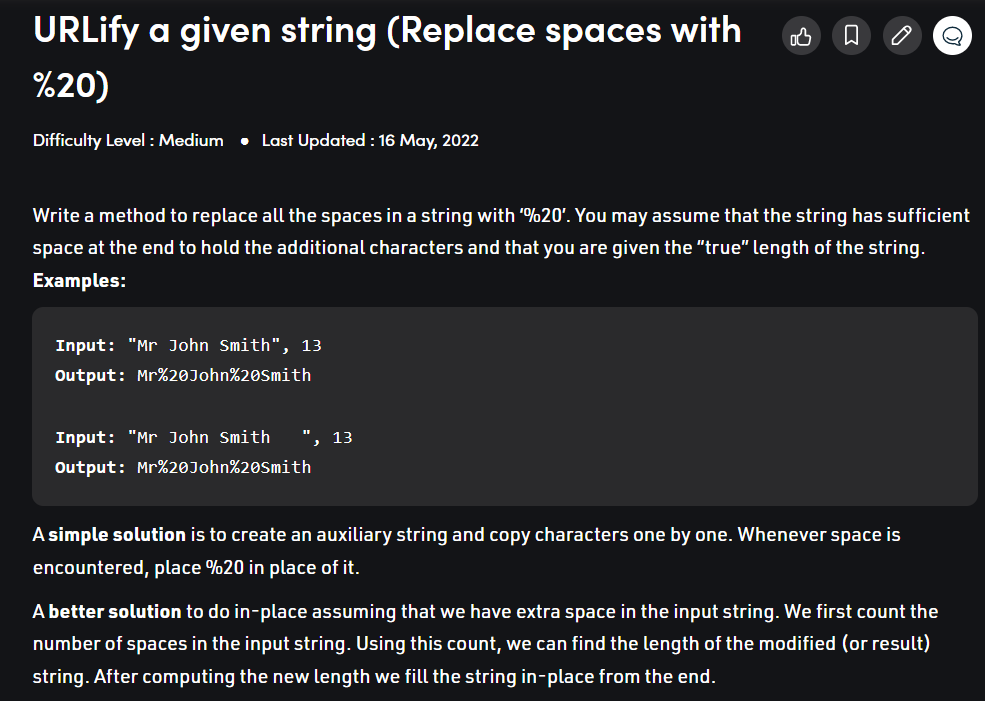 URLify a given string (Replace spaces with
%20)
Difficulty Level : Medium ● Last Updated : 16 May, 2022
Write a method to replace all the spaces in a string with ‘%20’. You may assume that the string has sufficient
space at the end to hold the additional characters and that you are given the “true” length of the string.
Examples:
Input: "Mr John Smith", 13
Output: Mr%20John%20Smith
Input: "Mr John Smith   ", 13
Output: Mr%20John%20Smith
A simple solution is to create an auxiliary string and copy characters one by one. Whenever space is
encountered, place %20 in place of it.
A better solution to do in-place assuming that we have extra space in the input string. We first count the
number of spaces in the input string. Using this count, we can find the length of the modified (or result)
string. After computing the new length we fill the string in-place from the end.